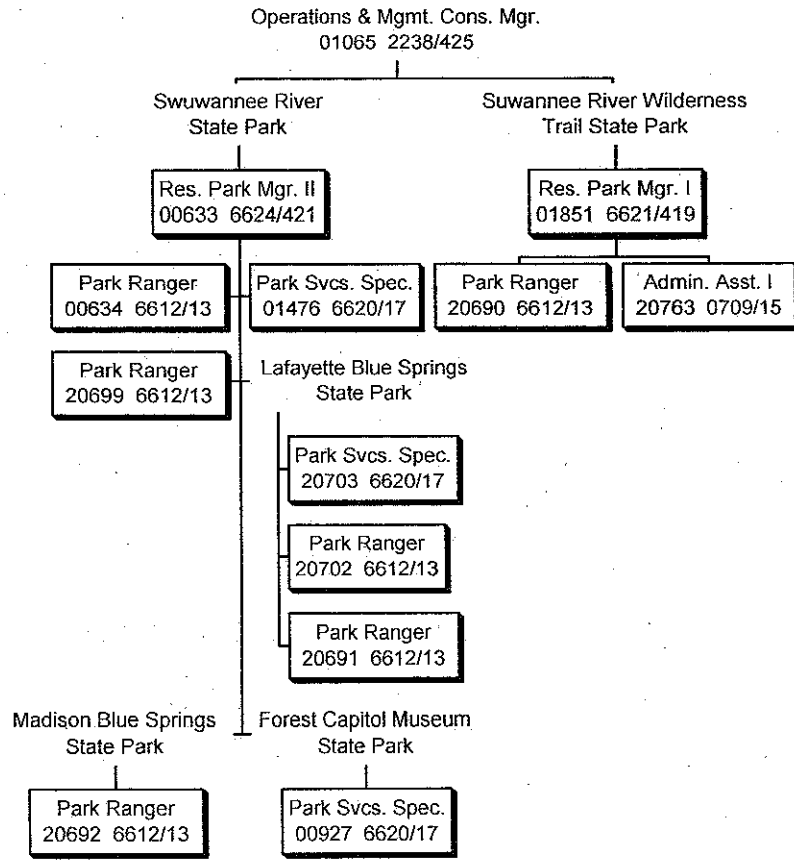 Operations & Mgmt. Cons. Mgr.
01065 2238/425
Swuwannee River
State Park
Suwannee River Wilderness
Trail State Park
Res. Park Mgr. II
00633 6624/421
Res. Park Mgr. I
01851 6621/419
Park Ranger
00634 6612/13
Park Svcs. Spec.
01476 6620/17
Park Ranger
20690 6612/13
Admin. Asst. I
20763 0709/15
Park Ranger
20699 6612/13
Lafayette Blue Springs
State Park
Park Svcs. Spec.
20703 6620/17
Park Ranger
20702 6612/13
Park Ranger
20691 6612/13
Madison Blue Springs
State Park
Forest Capitol Museum
State Park
Park Ranger
20692 6612/13
Park Svcs. Spec.
00927 6620/17